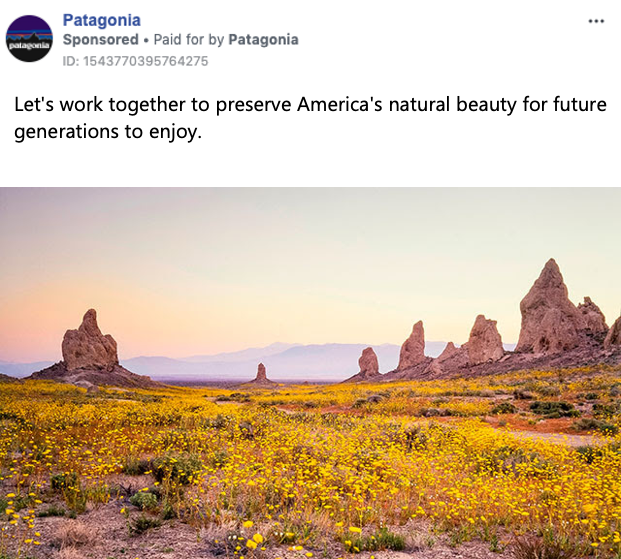 patagonia
Patagonia
Sponsored • Paid for by Patagonia
ID: 1543770395764275
Let's work together to preserve America's natural beauty for future
generations to enjoy.